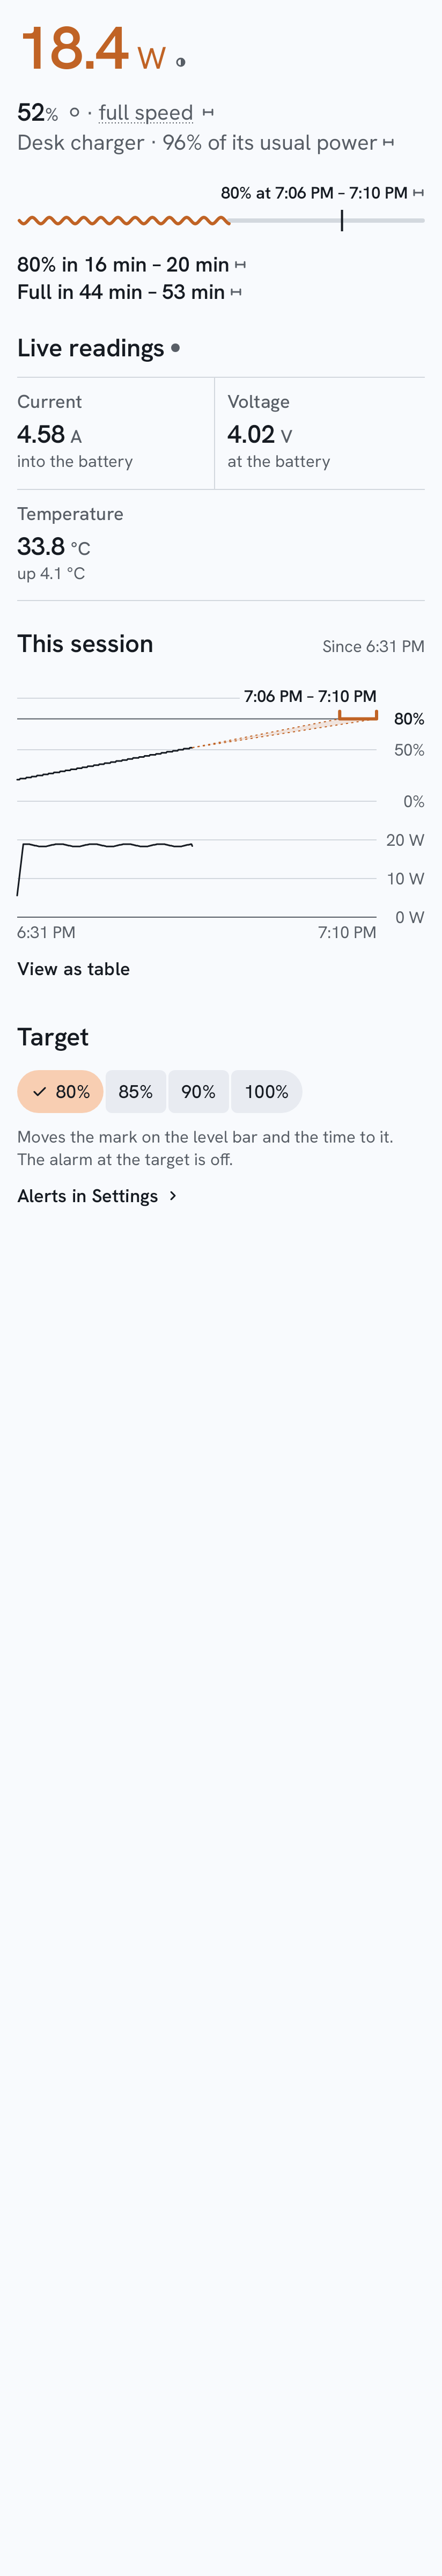 18.4 W
52% · full speed
Desk charger · 96% of its usual power
80% at 7:06 PM – 7:10 PM
80% in 16 min – 20 min
Full in 44 min – 53 min
Live readings
Current
4.58 A
into the battery
Voltage
4.02 V
at the battery
Temperature
33.8 °C
up 4.1 °C
This session
Since 6:31 PM
7:06 PM – 7:10 PM
80%
50%
0%
20 W
10 W
0 W
6:31 PM
7:10 PM
View as table
Target
80%
85%
90%
100%
Moves the mark on the level bar and the time to it.
The alarm at the target is off.
Alerts in Settings